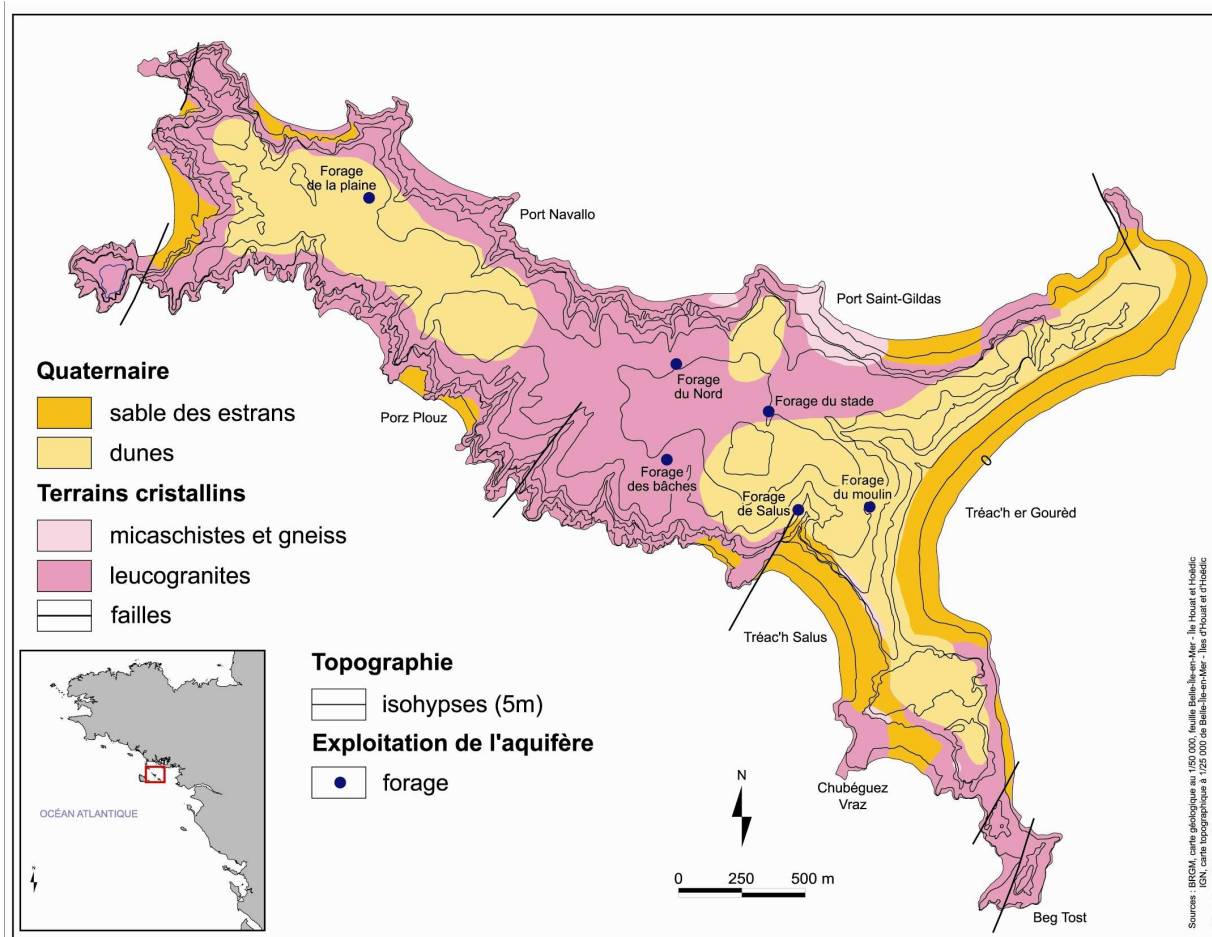 Forage
de la plaine
Port Navallo
Port Saint-Gildas
Quaternaire
sable des estrans
dunes
Terrains cristallins
micaschistes et gneiss
leucogranites
failles
Porz Plouz
Forage
du Nord
Forage du stade
Forage
des bâches
Forage
de Salus
Forage
du moulin
Tréac'h er Gourèd
Tréac'h Salus
Topographie
isohypses (5m)
Exploitation de l'aquifère
forage
OCÉAN ATLANTIQUE
N
N
0 250 500 m
Chubéguez
Vraz
Beg Tost
Sources : BRGM, carte géologique au 1/50 000, feuille Belle-Île-en-Mer - Île Houat et Hoëdic
IGN, carte topographique à 1/25 000 de Belle-Île-en-Mer - Îles d'Houat et d'Hoëdic